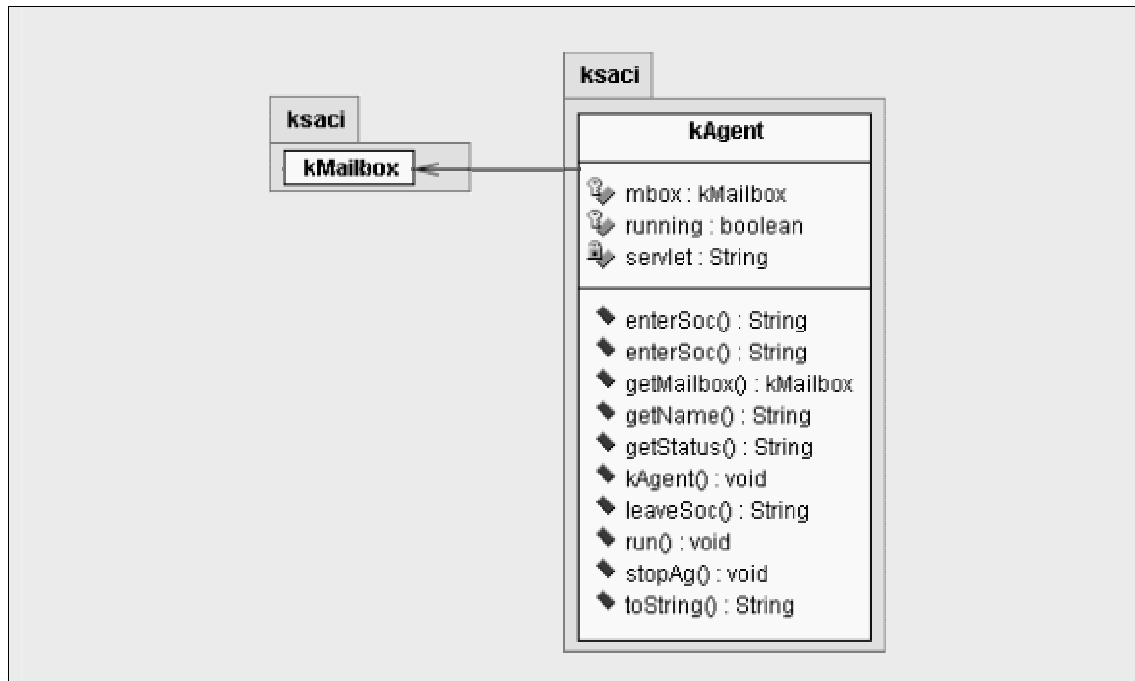 ksaci
kMailbox
ksaci
kAgent
mbox : kMailbox
running : boolean
servlet : String
enterSoc() : String
enterSoc() : String
getMailbox() : kMailbox
getName() : String
getStatus() : String
kAgent() : void
leaveSoc() : String
run() : void
stopAg() : void
toString() : String